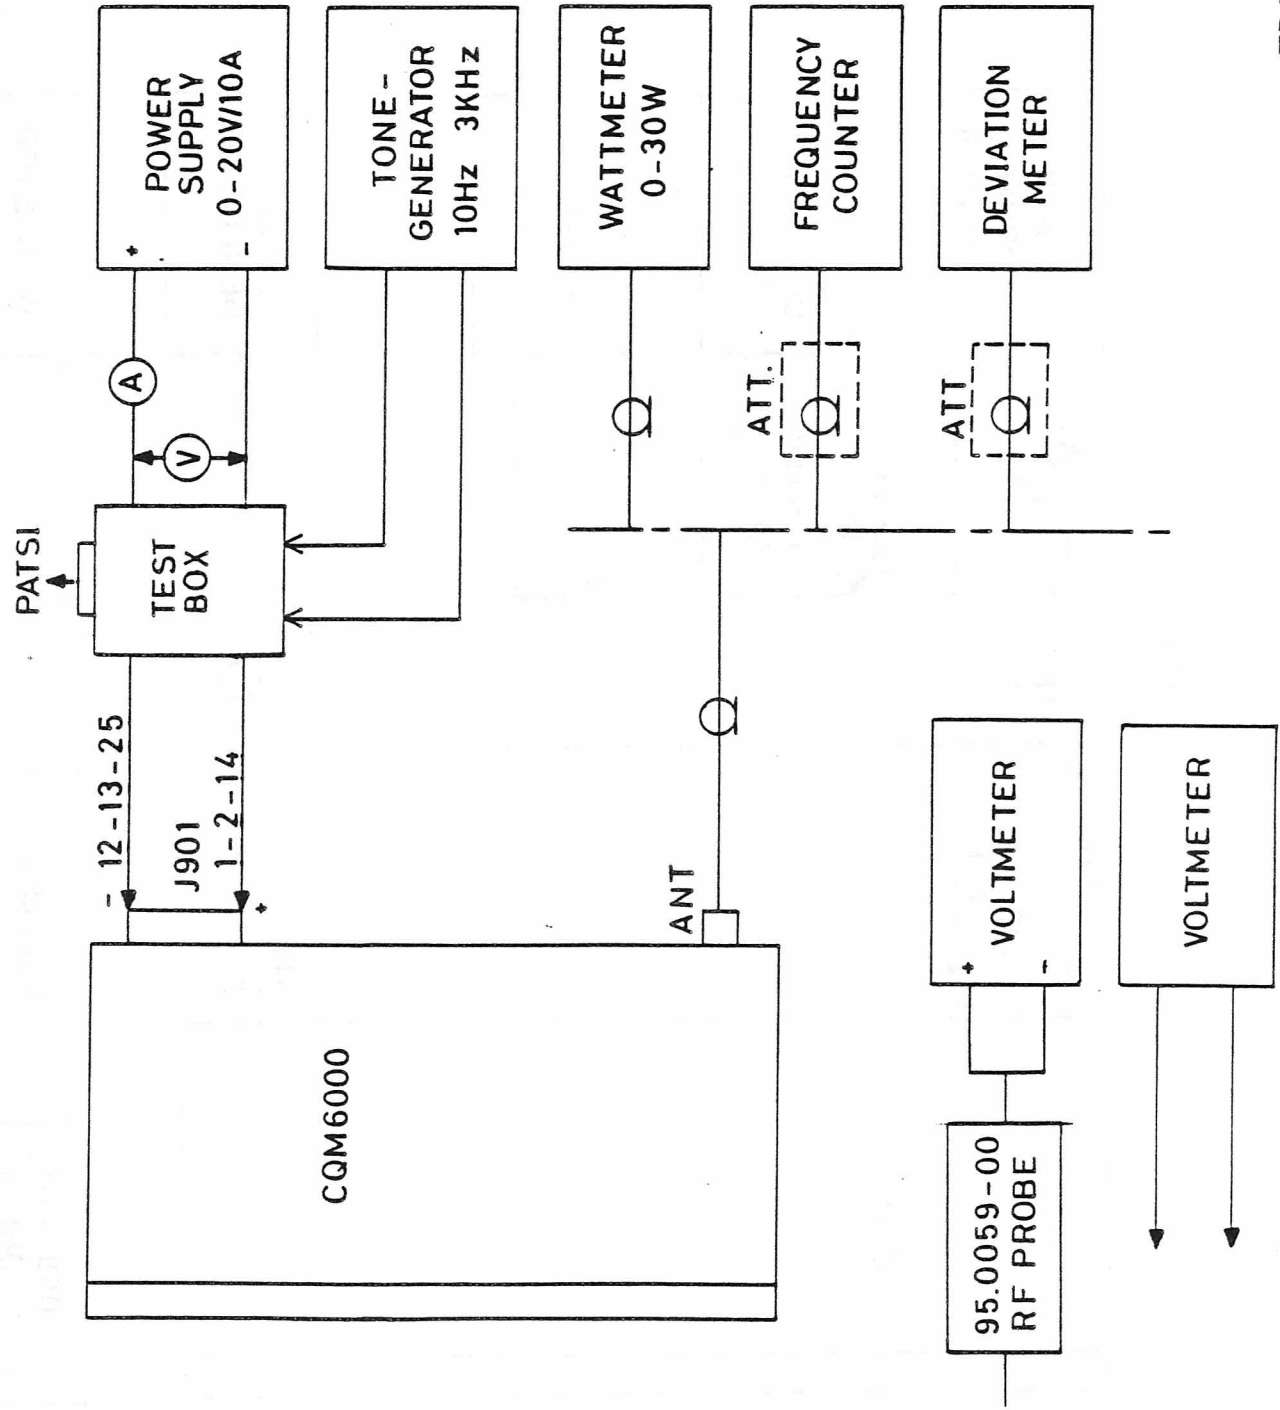 PATSI
TEST
BOX
A
V
+
-
POWER
SUPPLY
0-20V/10A
TONE-
GENERATOR
10Hz 3KHz
- 12-13-25
J901
1-2-14
+
CQM6000
ANT
WATTMETER
0-30W
ATT.
FREQUENCY
COUNTER
ATT
DEVIATION
METER
95.0059-00
RF PROBE
+
-
VOLTMETER
VOLTMETER